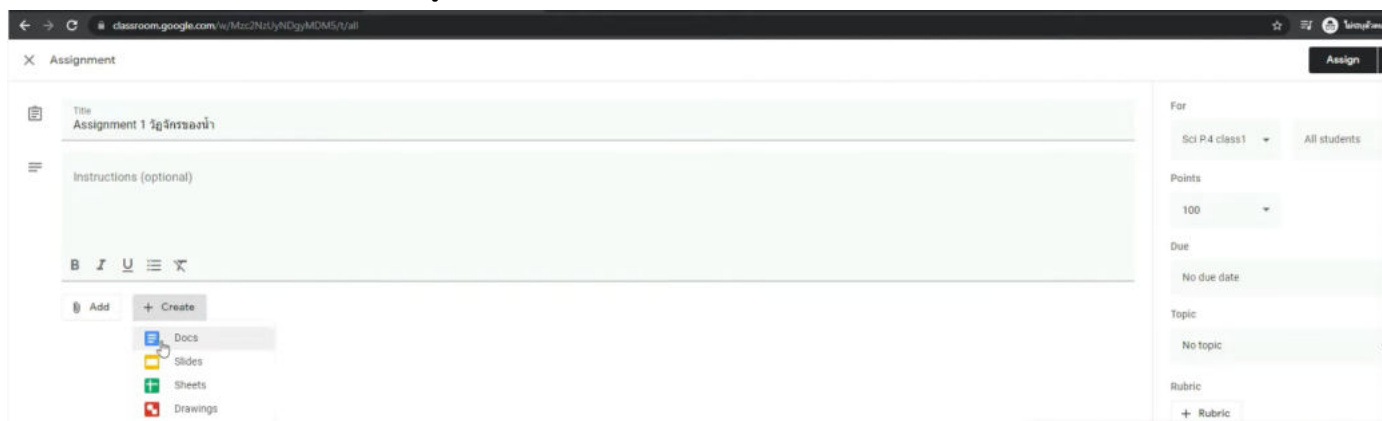 classroom.google.com/w/Mzc2NzUyNDgyMDM5/t/all
Assignment
Assign
Title
Assignment 1 วัฏจักรของน้ำ
Instructions (optional)
B I U
Add
+ Create
Docs
Slides
Sheets
Drawings
For
Sci P.4 class1
All students
Points
100
Due
No due date
Topic
No topic
Rubric
+ Rubric